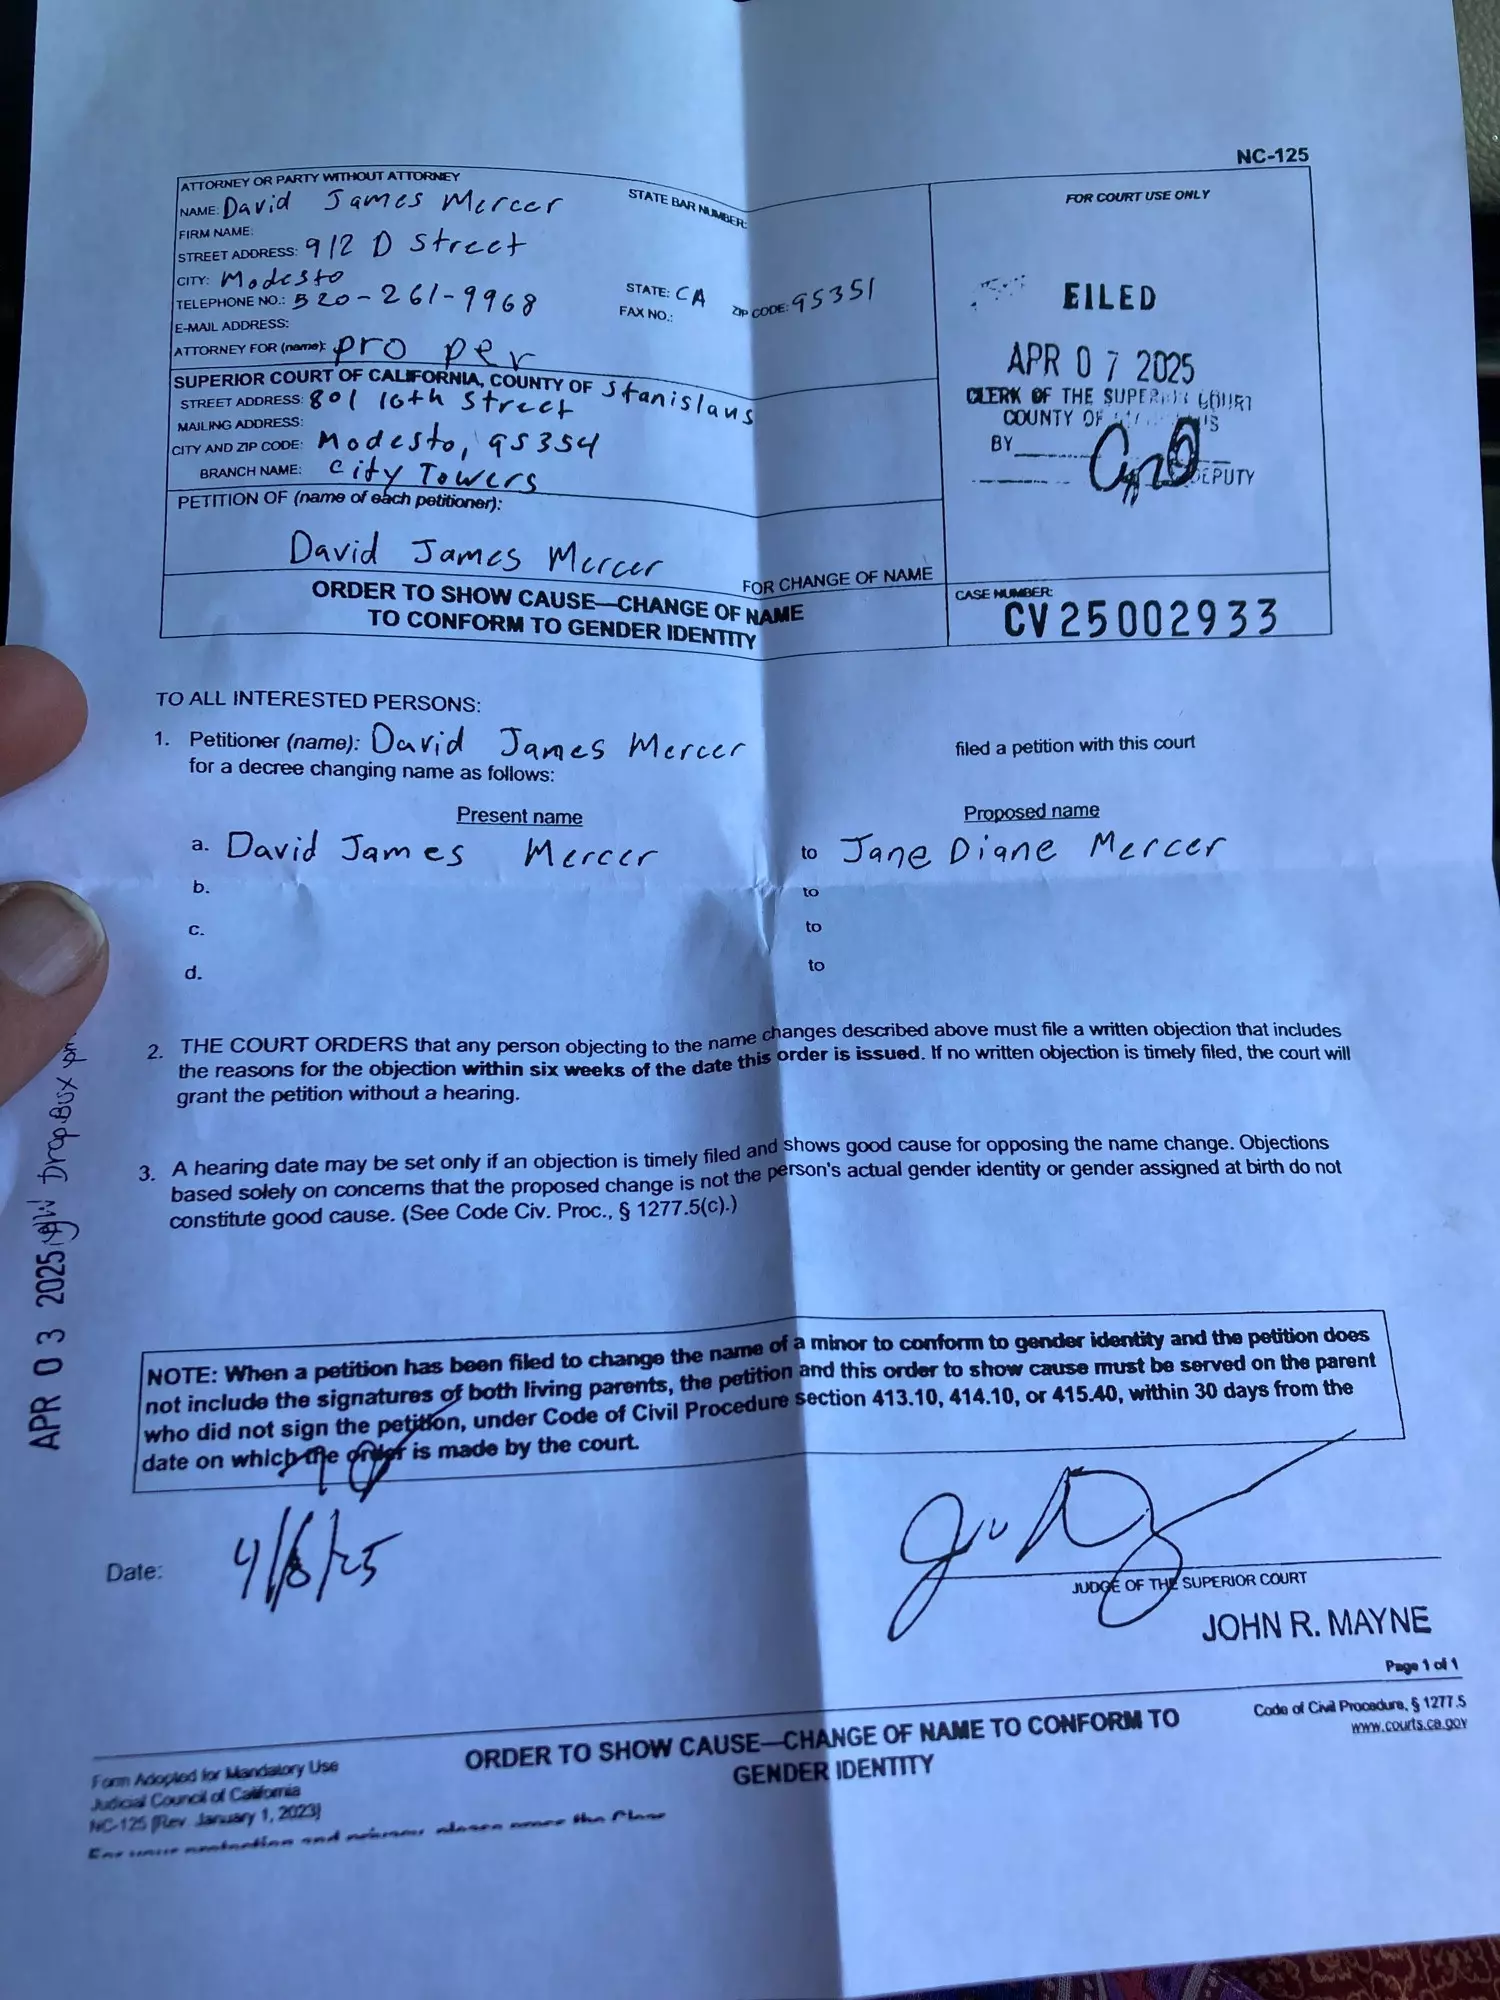 NC-125
ATTORNEY OR PARTY WITHOUT ATTORNEY
STATE BAR NUMBER:
NAME: David James Mercer
FIRM NAME:
STREET ADDRESS: 912 D Street
CITY: Modesto
STATE: CA ZIP CODE: 95351
TELEPHONE NO.: 520-261-9968
FAX NO.:
E-MAIL ADDRESS:
ATTORNEY FOR (name): pro per
SUPERIOR COURT OF CALIFORNIA, COUNTY OF Stanislaus
STREET ADDRESS: 801 10th Street
MAILING ADDRESS:
CITY AND ZIP CODE: Modesto, 95354
BRANCH NAME: City Towers
PETITION OF (name of each petitioner):
David James Mercer
FOR CHANGE OF NAME
ORDER TO SHOW CAUSE—CHANGE OF NAME
TO CONFORM TO GENDER IDENTITY
FOR COURT USE ONLY
FILED
APR 07 2025
CLERK OF THE SUPERIOR COURT
COUNTY OF
BY
DEPUTY
CASE NUMBER:
CV25002933
TO ALL INTERESTED PERSONS:
1. Petitioner (name): David James Mercer filed a petition with this court
for a decree changing name as follows:
Present name Proposed name
a. David James Mercer to Jane Diane Mercer
b. to
c. to
d. to
2. THE COURT ORDERS that any person objecting to the name changes described above must file a written objection that includes
the reasons for the objection within six weeks of the date this order is issued. If no written objection is timely filed, the court will
grant the petition without a hearing.
3. A hearing date may be set only if an objection is timely filed and shows good cause for opposing the name change. Objections
based solely on concerns that the proposed change is not the person's actual gender identity or gender assigned at birth do not
constitute good cause. (See Code Civ. Proc., § 1277.5(c).)
APR 03 2025 Drop Box
NOTE: When a petition has been filed to change the name of a minor to conform to gender identity and the petition does
not include the signatures of both living parents, the petition and this order to show cause must be served on the parent
who did not sign the petition, under Code of Civil Procedure section 413.10, 414.10, or 415.40, within 30 days from the
date on which the order is made by the court.
Date: 4/8/25
JUDGE OF THE SUPERIOR COURT
JOHN R. MAYNE
Page 1 of 1
Form Adopted for Mandatory Use
Judicial Council of California
NC-125 [Rev. January 1, 2023]
ORDER TO SHOW CAUSE—CHANGE OF NAME TO CONFORM TO
GENDER IDENTITY
Code of Civil Procedure, § 1277.5
www.courts.ca.gov
For your protection and privacy, please press the Clear